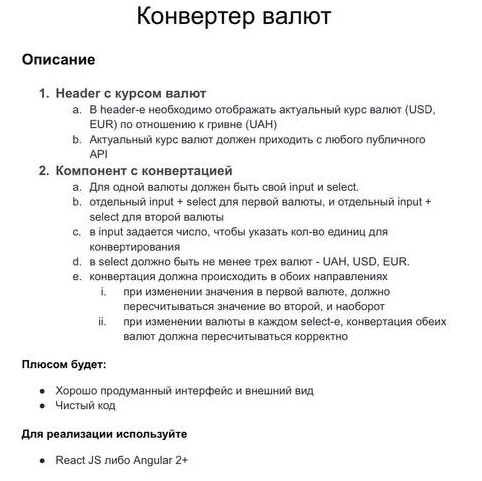 Конвертер валют
Описание
1. Header с курсом валют
a. В header-е необходимо отображать актуальный курс валют (USD,
EUR) по отношению к гривне (UAH)
b. Актуальный курс валют должен приходить с любого публичного
API
2. Компонент с конвертацией
a. Для одной валюты должен быть свой input и select.
b. отдельный input + select для первой валюты, и отдельный input +
select для второй валюты
c. в input задается число, чтобы указать кол-во единиц для
конвертирования
d. в select должно быть не менее трех валют - UAH, USD, EUR.
e. конвертация должна происходить в обоих направлениях
i. при изменении значения в первой валюте, должно
пересчитываться значение во второй, и наоборот
ii. при изменении валюты в каждом select-е, конвертация обеих
валют должна пересчитываться корректно
Плюсом будет:
● Хорошо продуманный интерфейс и внешний вид
● Чистый код
Для реализации используйте
● React JS либо Angular 2+